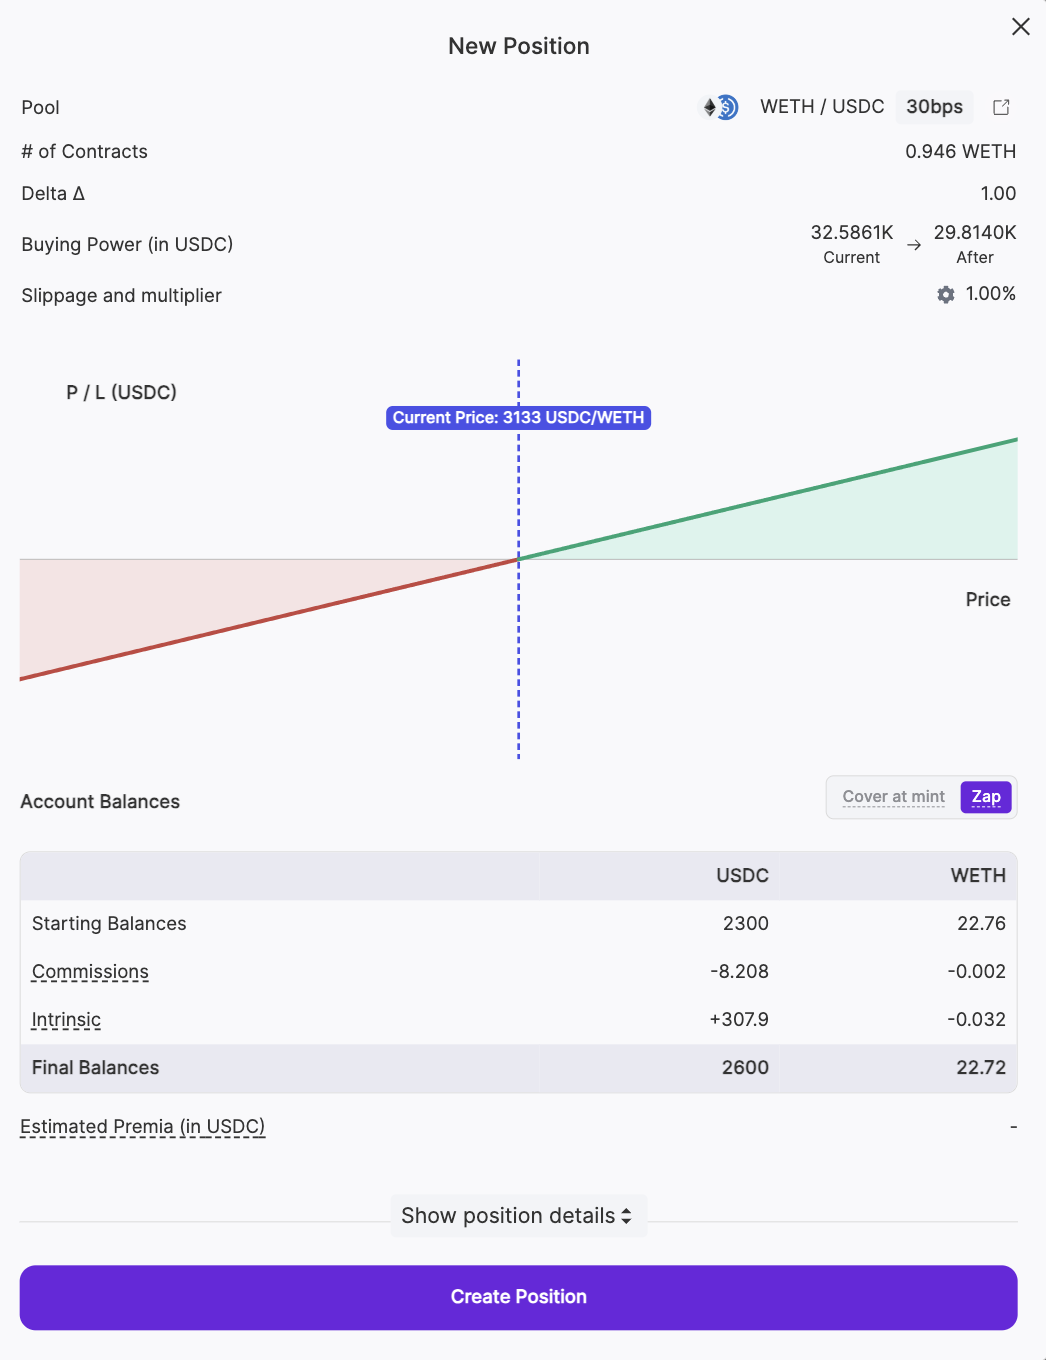 New Position
Pool WETH / USDC 30bps
# of Contracts 0.946 WETH
Delta Δ 1.00
Buying Power (in USDC) 32.5861K → 29.8140K
Current After
Slippage and multiplier 1.00%
P / L (USDC)
Current Price: 3133 USDC/WETH
Price
Account Balances Cover at mint Zap
USDC WETH
Starting Balances 2300 22.76
Commissions -8.208 -0.002
Intrinsic +307.9 -0.032
Final Balances 2600 22.72
Estimated Premia (in USDC) -
Show position details
Create Position